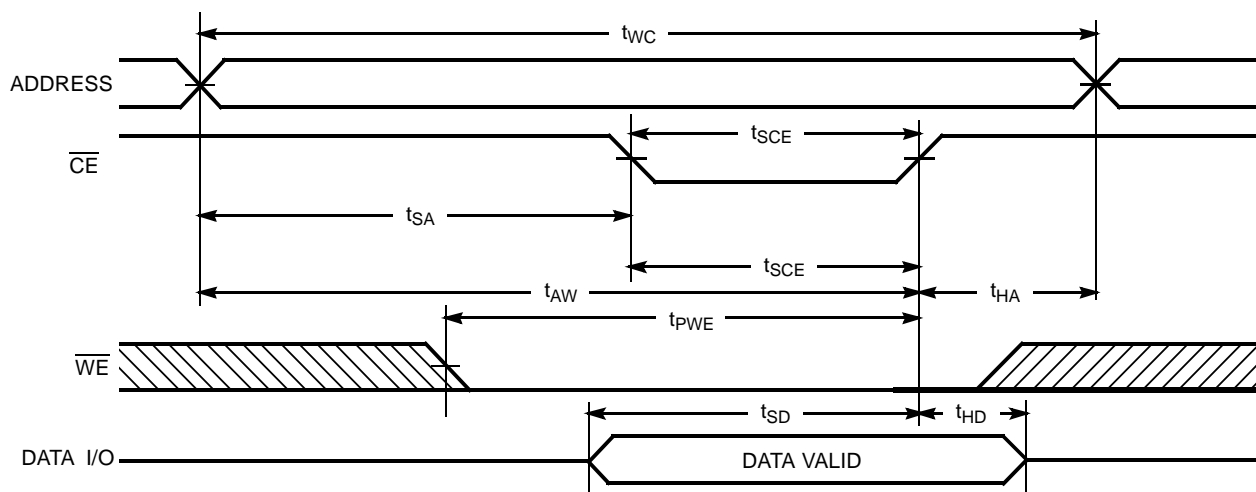 tWC
ADDRESS
tSCE
CE
tSA
tSCE
tAW
tHA
tPWE
WE
tSD
tHD
DATA I/O
DATA VALID